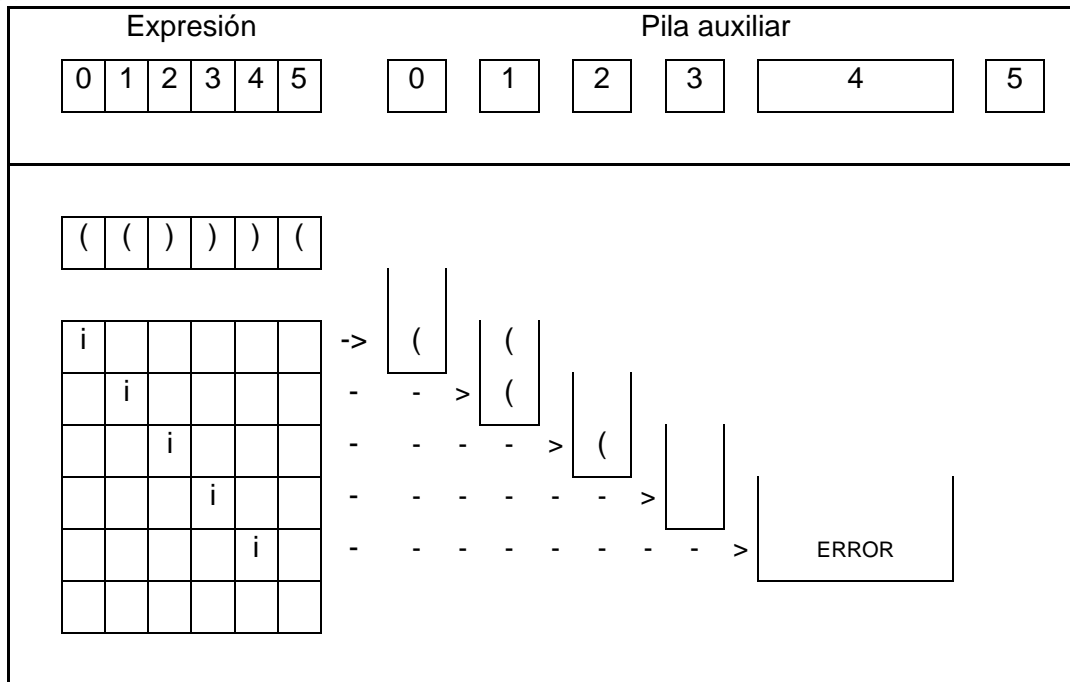 Expresión Pila auxiliar
0 1 2 3 4 5 0 1 2 3 4 5
( ( ) ) ) (
i -> ( (
i - - > (
i - - - - > (
i - - - - - - >
i - - - - - - - - > ERROR